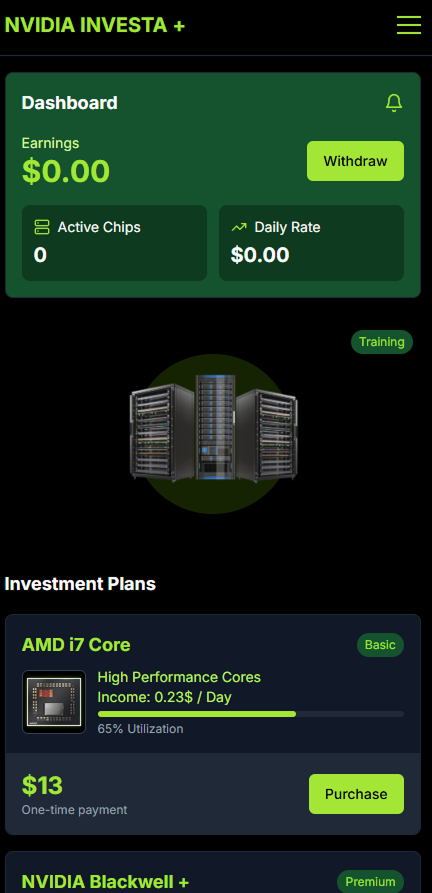 NVIDIA INVESTA +
Dashboard
Earnings
$0.00
Withdraw
Active Chips
0
Daily Rate
$0.00
Training
Investment Plans
AMD i7 Core
Basic
High Performance Cores
Income: 0.23$ / Day
65% Utilization
$13
One-time payment
Purchase
NVIDIA Blackwell +
Premium